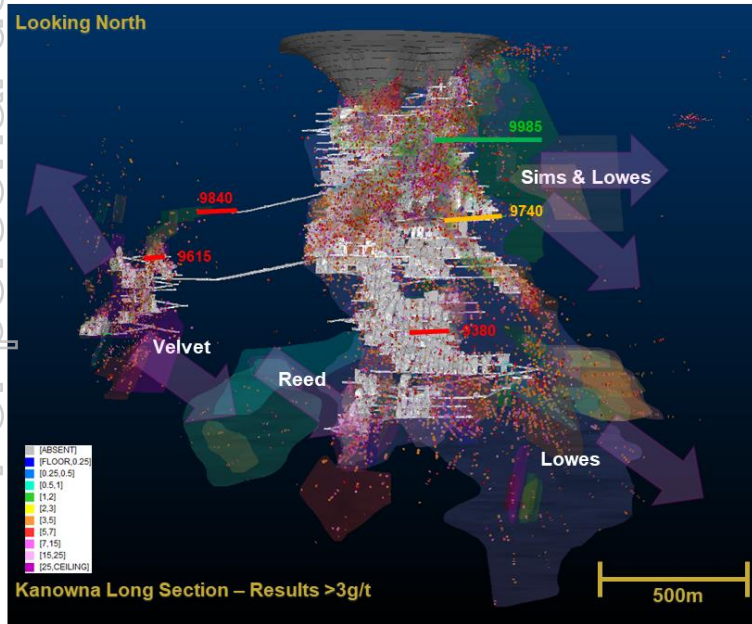 Looking North
9985
Sims & Lowes
9840
9740
9615
9380
Velvet
Reed
Lowes
[ABSENT]
[FLOOR,0.25]
[0.25,0.5]
[0.5,1]
[1,2]
[2,3]
[3,5]
[5,7]
[7,15]
[15,25]
[25,CEILING]
Kanowna Long Section – Results >3g/t
500m